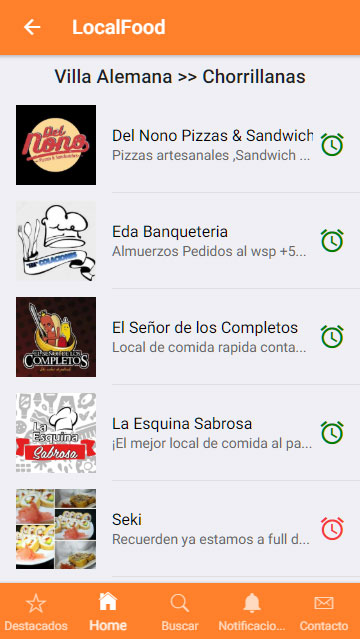 LocalFood
Villa Alemana >> Chorrillanas
Del Nono
Pizzas & Sandwich
Del Nono Pizzas & Sandwich
Pizzas artesanales ,Sandwich ...
COLACIONES
Eda Banqueteria
Almuerzos Pedidos al wsp +5...
EL SEÑOR DE LOS
COMPLETOS
El Señor de los Completos
Local de comida rapida conta...
La
Esquina
Sabrosa
La Esquina Sabrosa
¡El mejor local de comida al pa...
Seki
Recuerden ya estamos a full d...
Destacados
Home
Buscar
Notificacio...
Contacto